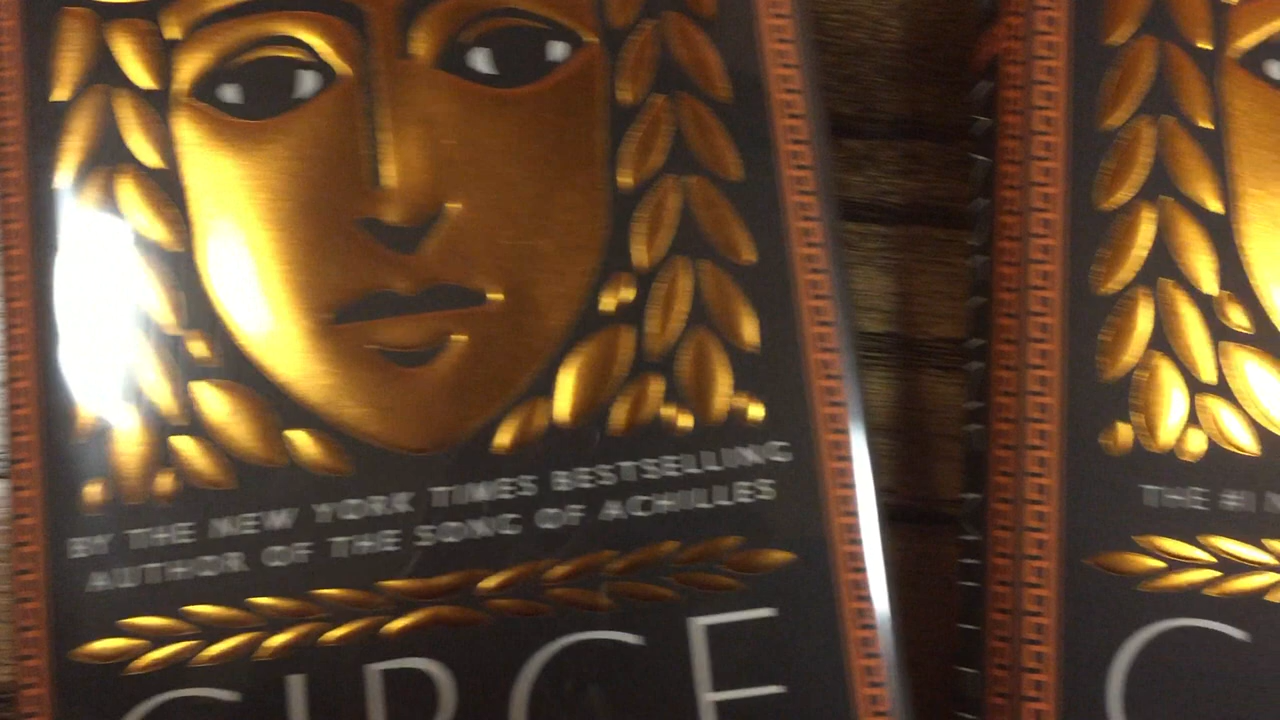 BY THE NEW YORK TIMES BESTSELLING
AUTHOR OF THE SONG OF ACHILLES
CIRCE
THE #1
C